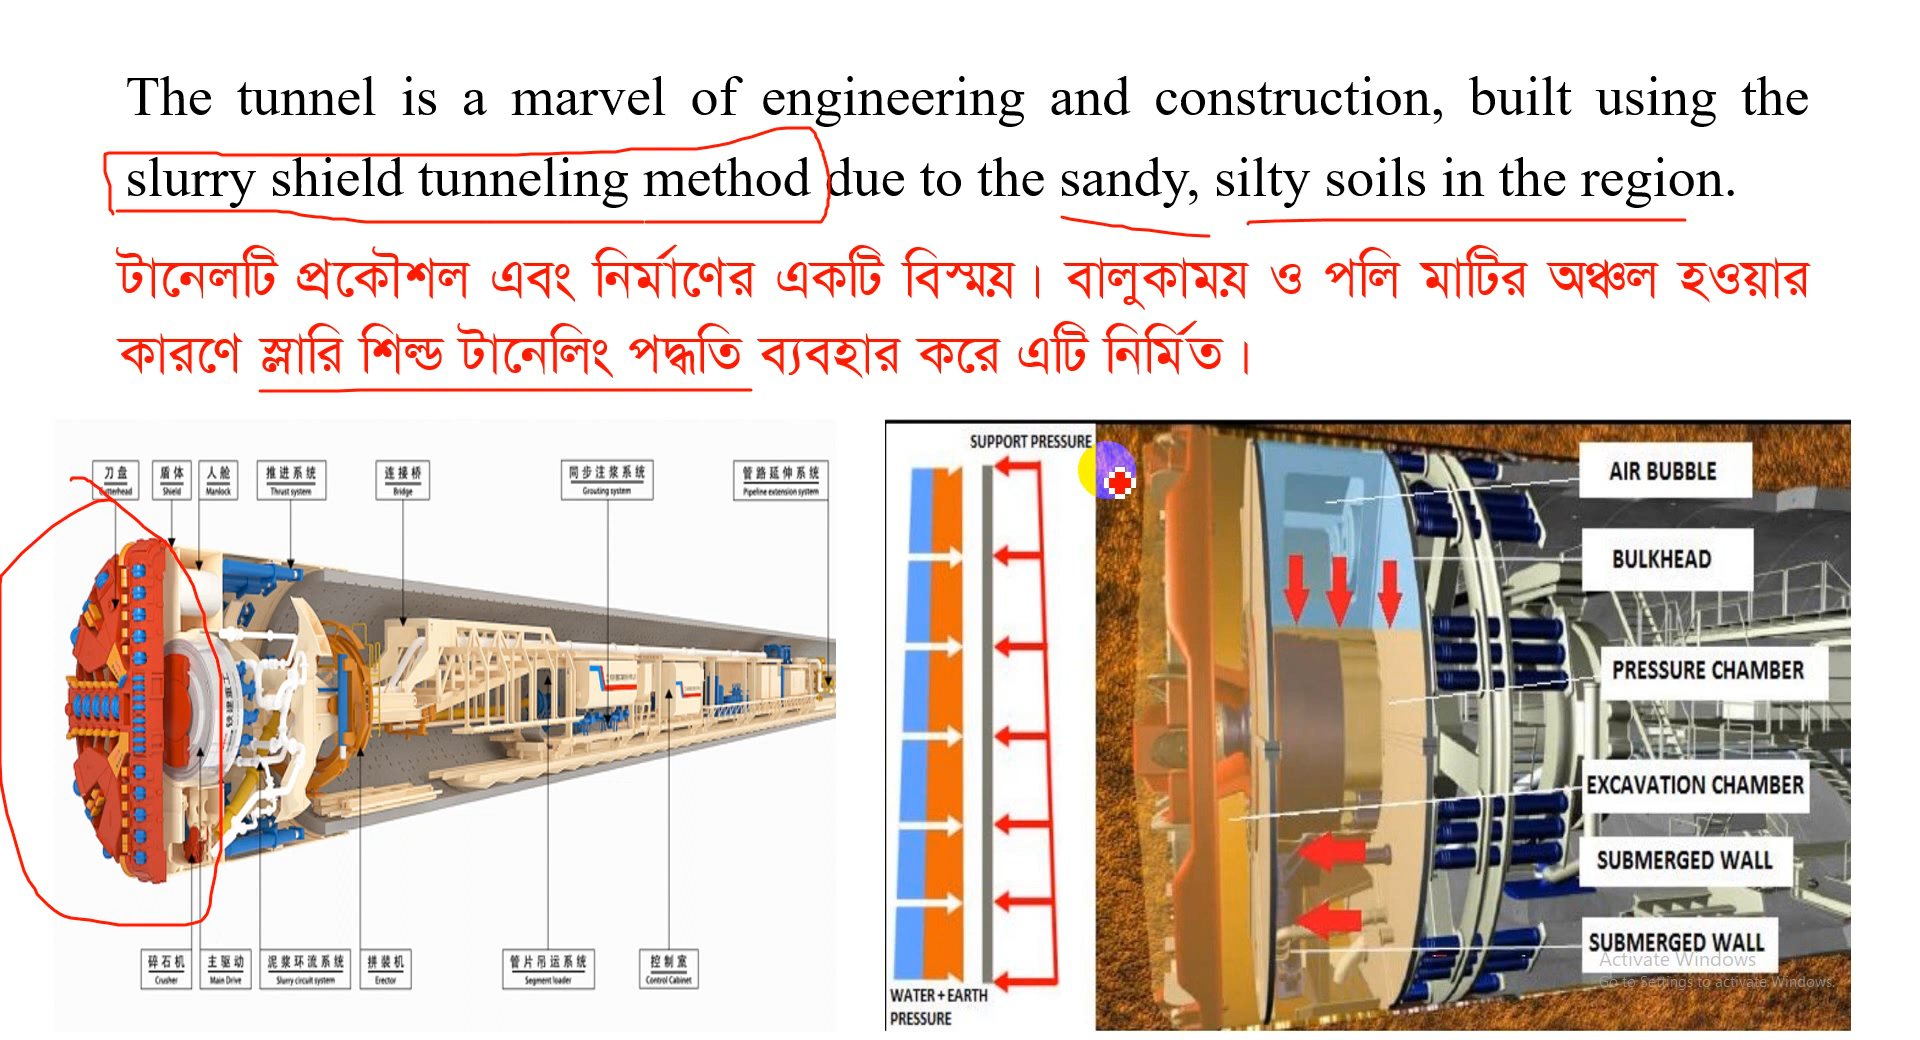 The tunnel is a marvel of engineering and construction, built using the
slurry shield tunneling method due to the sandy, silty soils in the region.
টানেলটি প্রকৌশল এবং নির্মাণের একটি বিস্ময়। বালুকাময় ও পলি মাটির অঞ্চল হওয়ার
কারণে স্লারি শিল্ড টানেলিং পদ্ধতি ব্যবহার করে এটি নির্মিত।
刀盘
Cutterhead
盾体
Shield
人舱
Manlock
推进系统
Thrust system
连接桥
Bridge
同步注浆系统
Grouting system
管路延伸系统
Pipeline extension system
碎石机
Crusher
主驱动
Main Drive
泥浆环流系统
Slurry circuit system
拼装机
Erector
管片吊运系统
Segment loader
控制室
Control Cabinet
SUPPORT PRESSURE
WATER + EARTH
PRESSURE
AIR BUBBLE
BULKHEAD
PRESSURE CHAMBER
EXCAVATION CHAMBER
SUBMERGED WALL
SUBMERGED WALL
Activate Windows
Go to Settings to activate Windows.